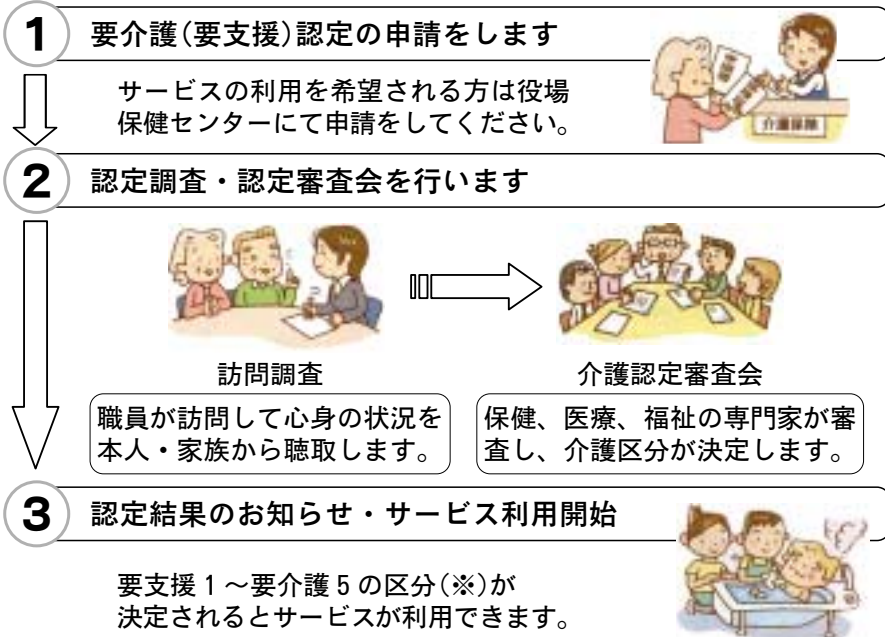 1 要介護(要支援)認定の申請をします
サービスの利用を希望される方は役場
保健センターにて申請をしてください。
介護保険
2 認定調査・認定審査会を行います
訪問調査
介護認定審査会
職員が訪問して心身の状況を
本人・家族から聴取します。
保健、医療、福祉の専門家が審
査し、介護区分が決定します。
3 認定結果のお知らせ・サービス利用開始
要支援1~要介護5の区分(※)が
決定されるとサービスが利用できます。